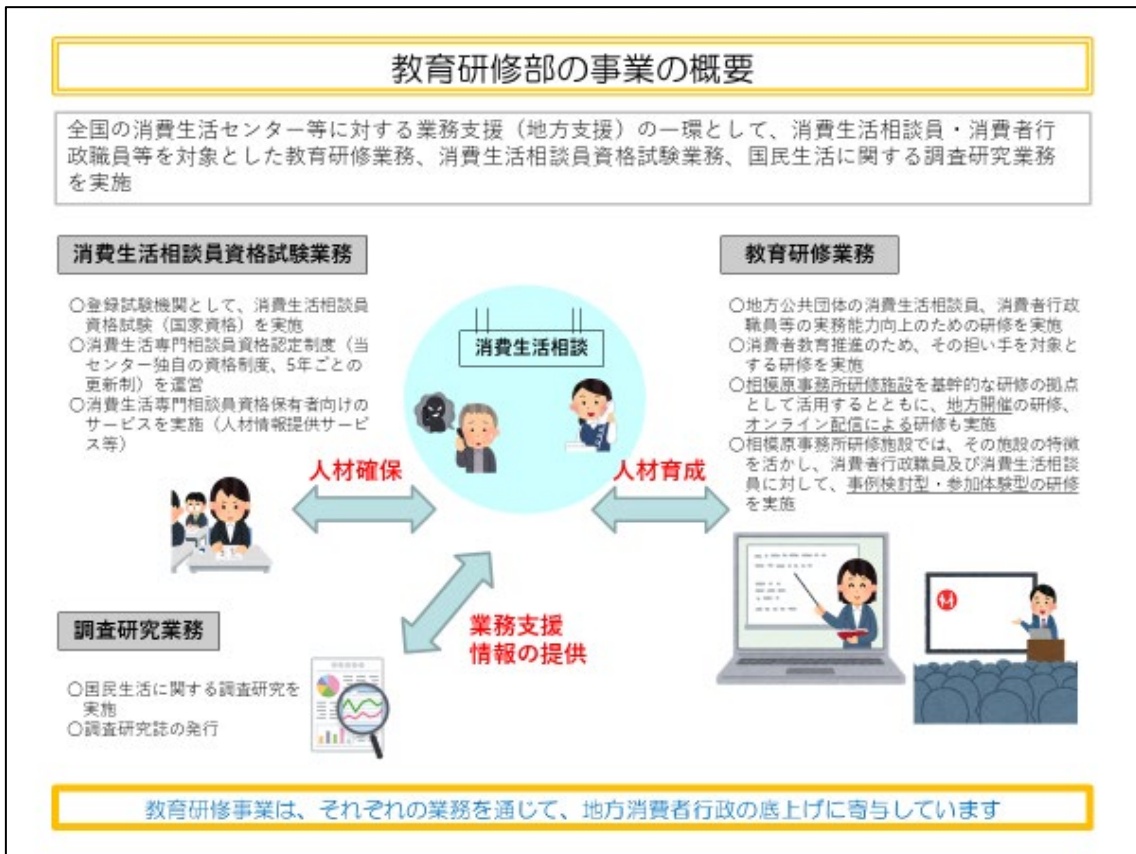 教育研修部の事業の概要
全国の消費生活センター等に対する業務支援（地方支援）の一環として、消費生活相談員・消費者行
政職員等を対象とした教育研修業務、消費生活相談員資格試験業務、国民生活に関する調査研究業務
を実施
消費生活相談員資格試験業務
〇登録試験機関として、消費生活相談員
資格試験（国家資格）を実施
〇消費生活専門相談員資格認定制度（当
センター独自の資格制度、5年ごとの
更新制）を運営
〇消費生活専門相談員資格保有者向けの
サービスを実施（人材情報提供サービ
ス等）
消費生活相談
教育研修業務
〇地方公共団体の消費生活相談員、消費者行政
職員等の実務能力向上のための研修を実施
〇消費者教育推進のため、その担い手を対象と
する研修を実施
〇相模原事務所研修施設を基幹的な研修の拠点
として活用するとともに、地方開催の研修、
オンライン配信による研修も実施
〇相模原事務所研修施設では、その施設の特徴
を活かし、消費者行政職員及び消費生活相談
員に対して、事例検討型・参加体験型の研修
を実施
人材確保
人材育成
業務支援
情報の提供
調査研究業務
〇国民生活に関する調査研究を
実施
〇調査研究誌の発行
教育研修事業は、それぞれの業務を通じて、地方消費者行政の底上げに寄与しています